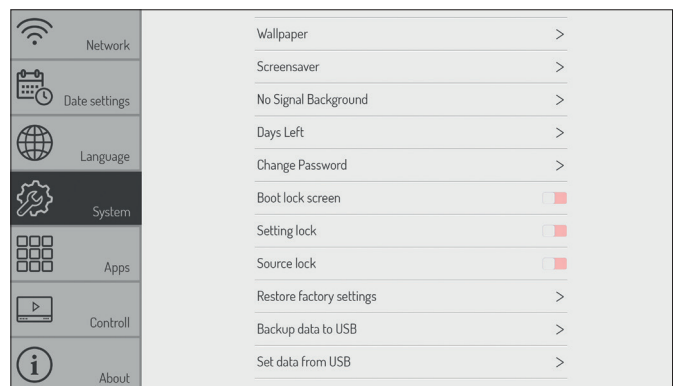 Network
Date settings
Language
System
Apps
Controll
About
Wallpaper
Screensaver
No Signal Background
Days Left
Change Password
Boot lock screen
Setting lock
Source lock
Restore factory settings
Backup data to USB
Set data from USB